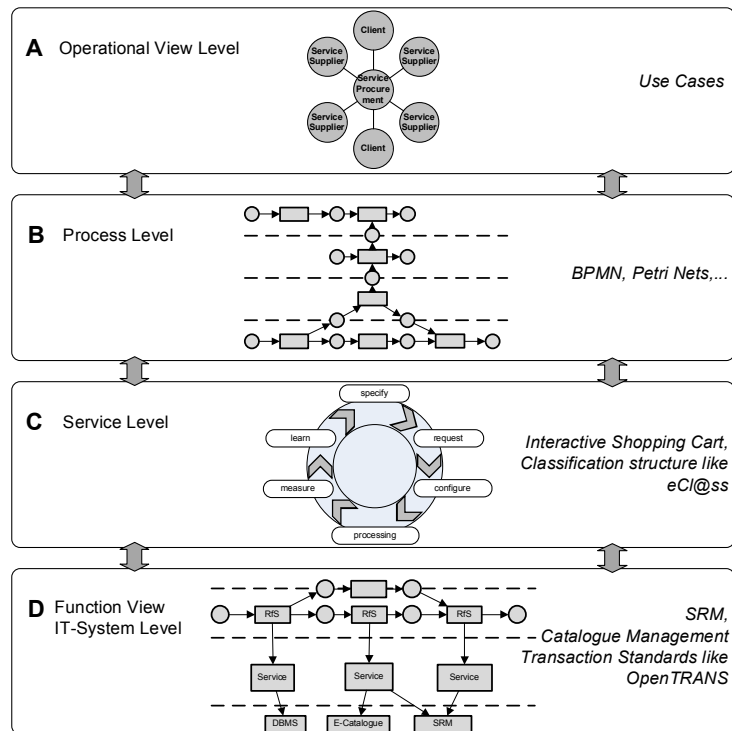 A Operational View Level
Client
Service
Supplier
Service
Supplier
Service
Procure
ment
Service
Supplier
Service
Supplier
Client
Use Cases
B Process Level
BPMN, Petri Nets,...
C Service Level
specify
learn
request
measure
configure
processing
Interactive Shopping Cart,
Classification structure like
eCl@ss
D Function View
IT-System Level
RfS
RfS
RfS
Service
Service
Service
DBMS
E-Catalogue
SRM
SRM,
Catalogue Management
Transaction Standards like
OpenTRANS